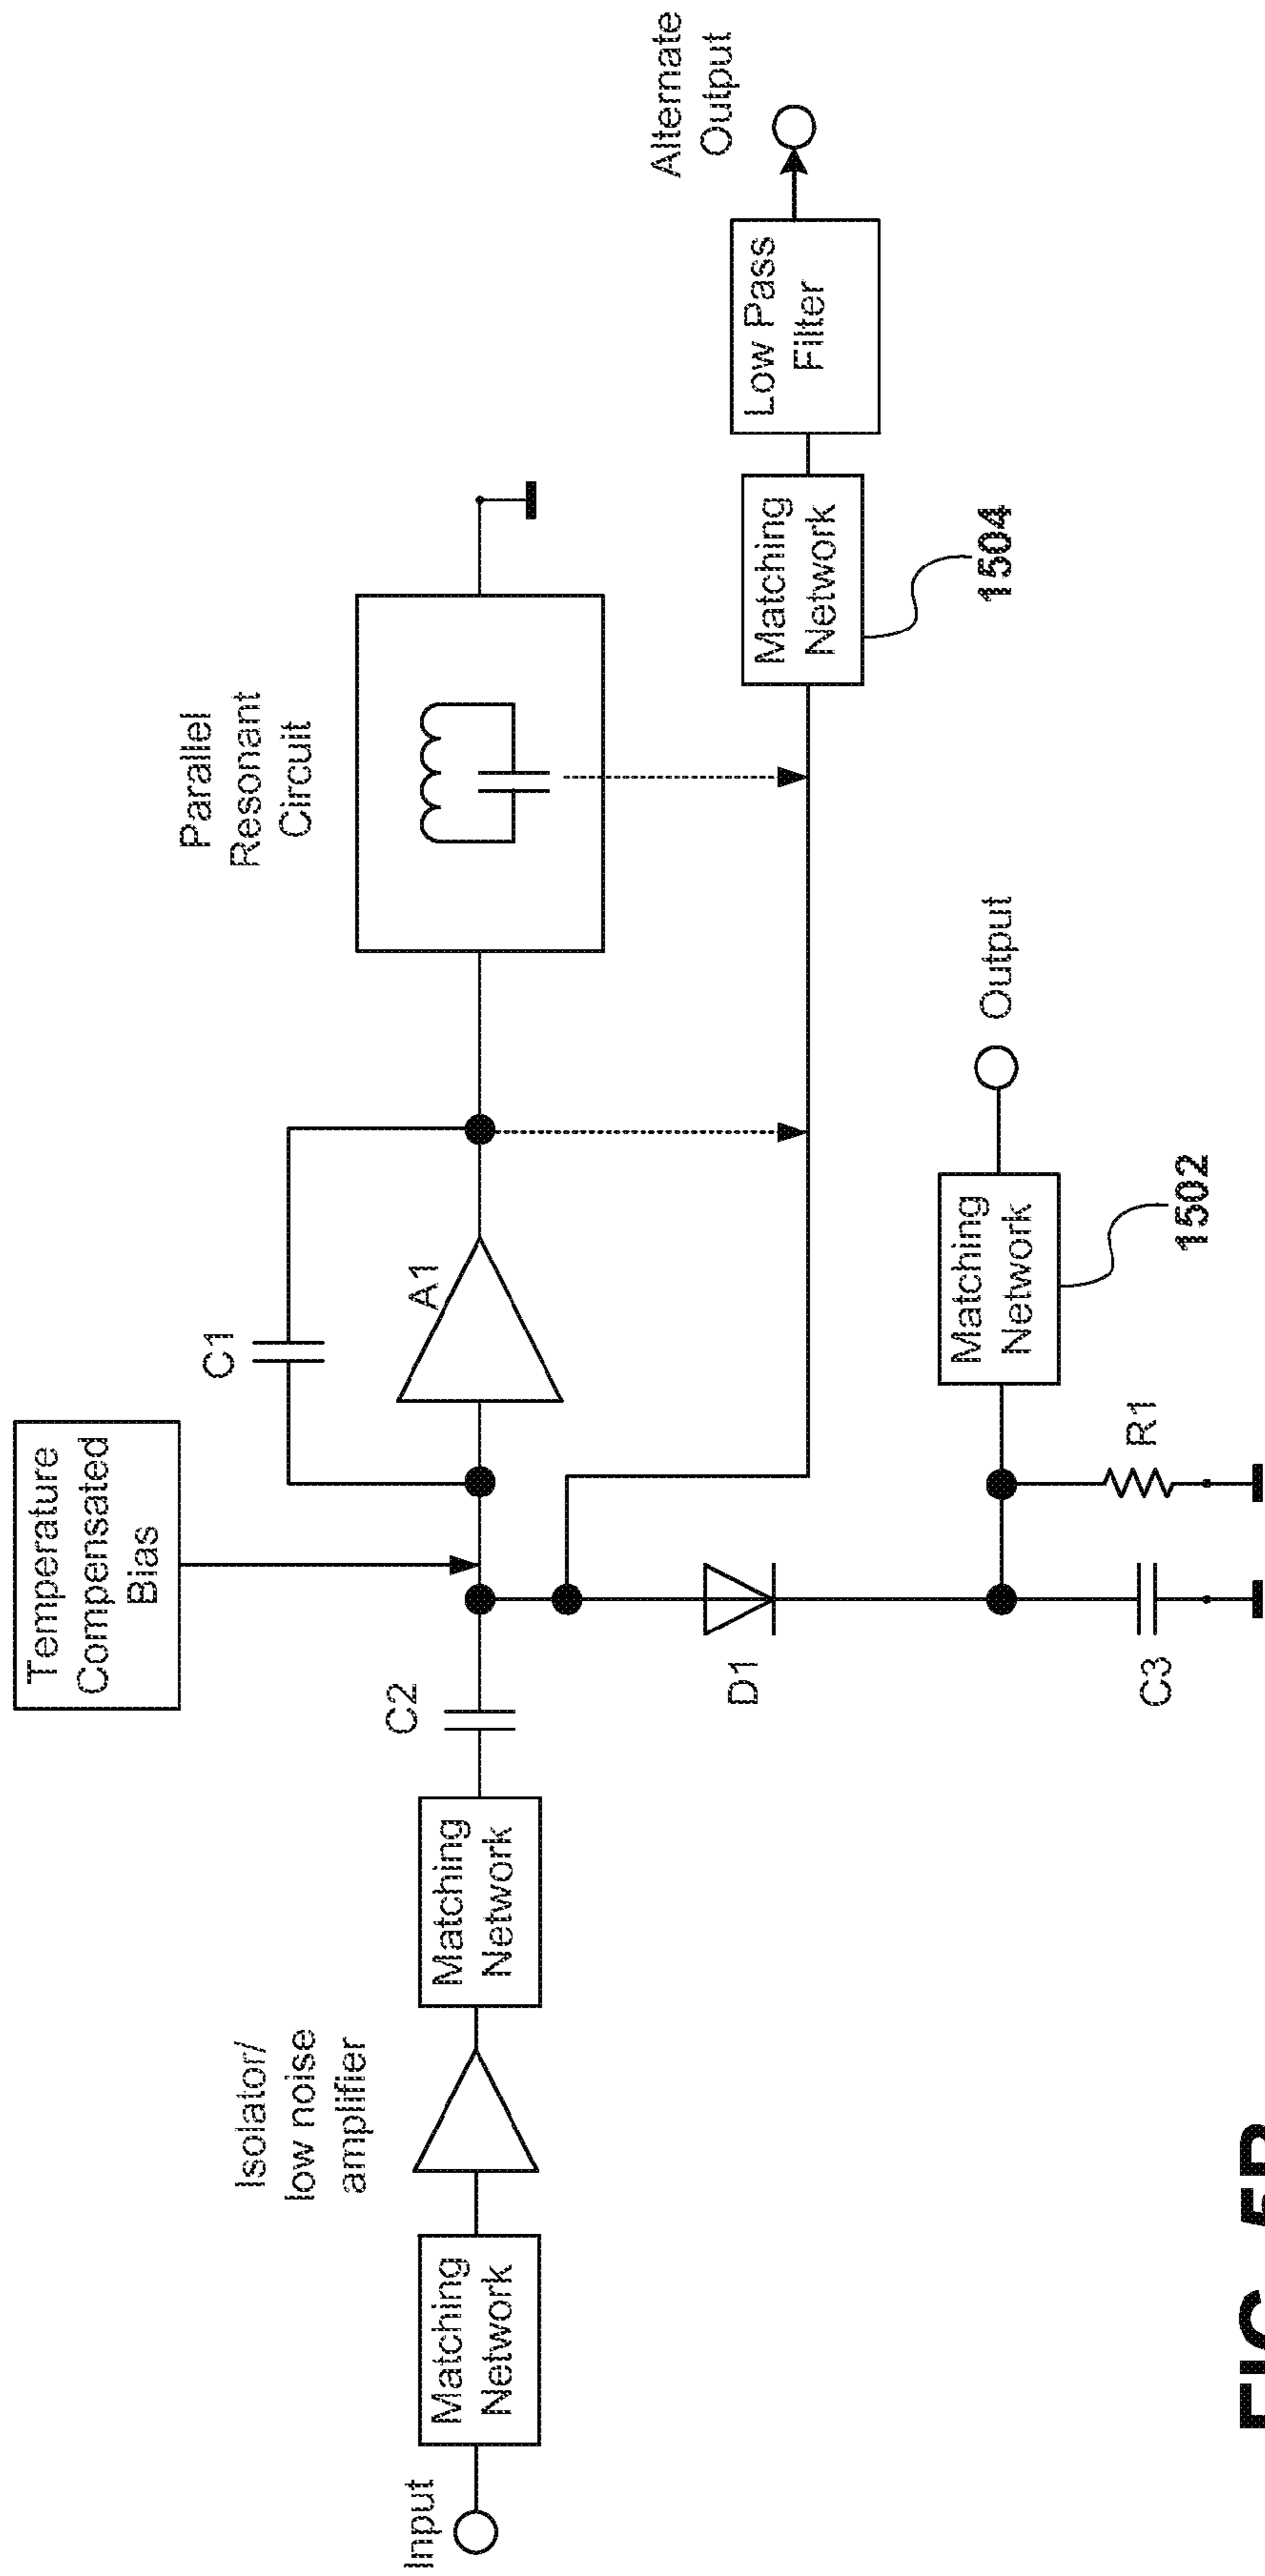 Temperature
Compensated
Bias
C1
A1
Parallel
Resonant
Circuit
Input
Matching
Network
Isolator/
low noise
amplifier
Matching
Network
C2
D1
C3
R1
Matching
Network
1502
Output
Matching
Network
1504
Low Pass
Filter
Alternate
Output